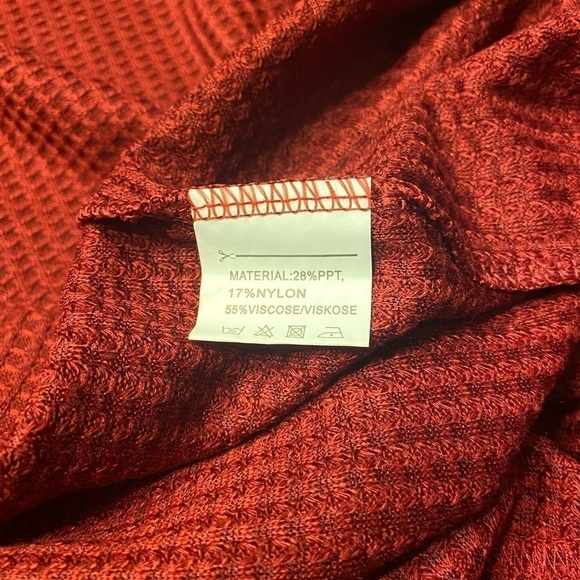 MATERIAL:28%PPT,
17%NYLON
55%VISCOSE/VISKOSE